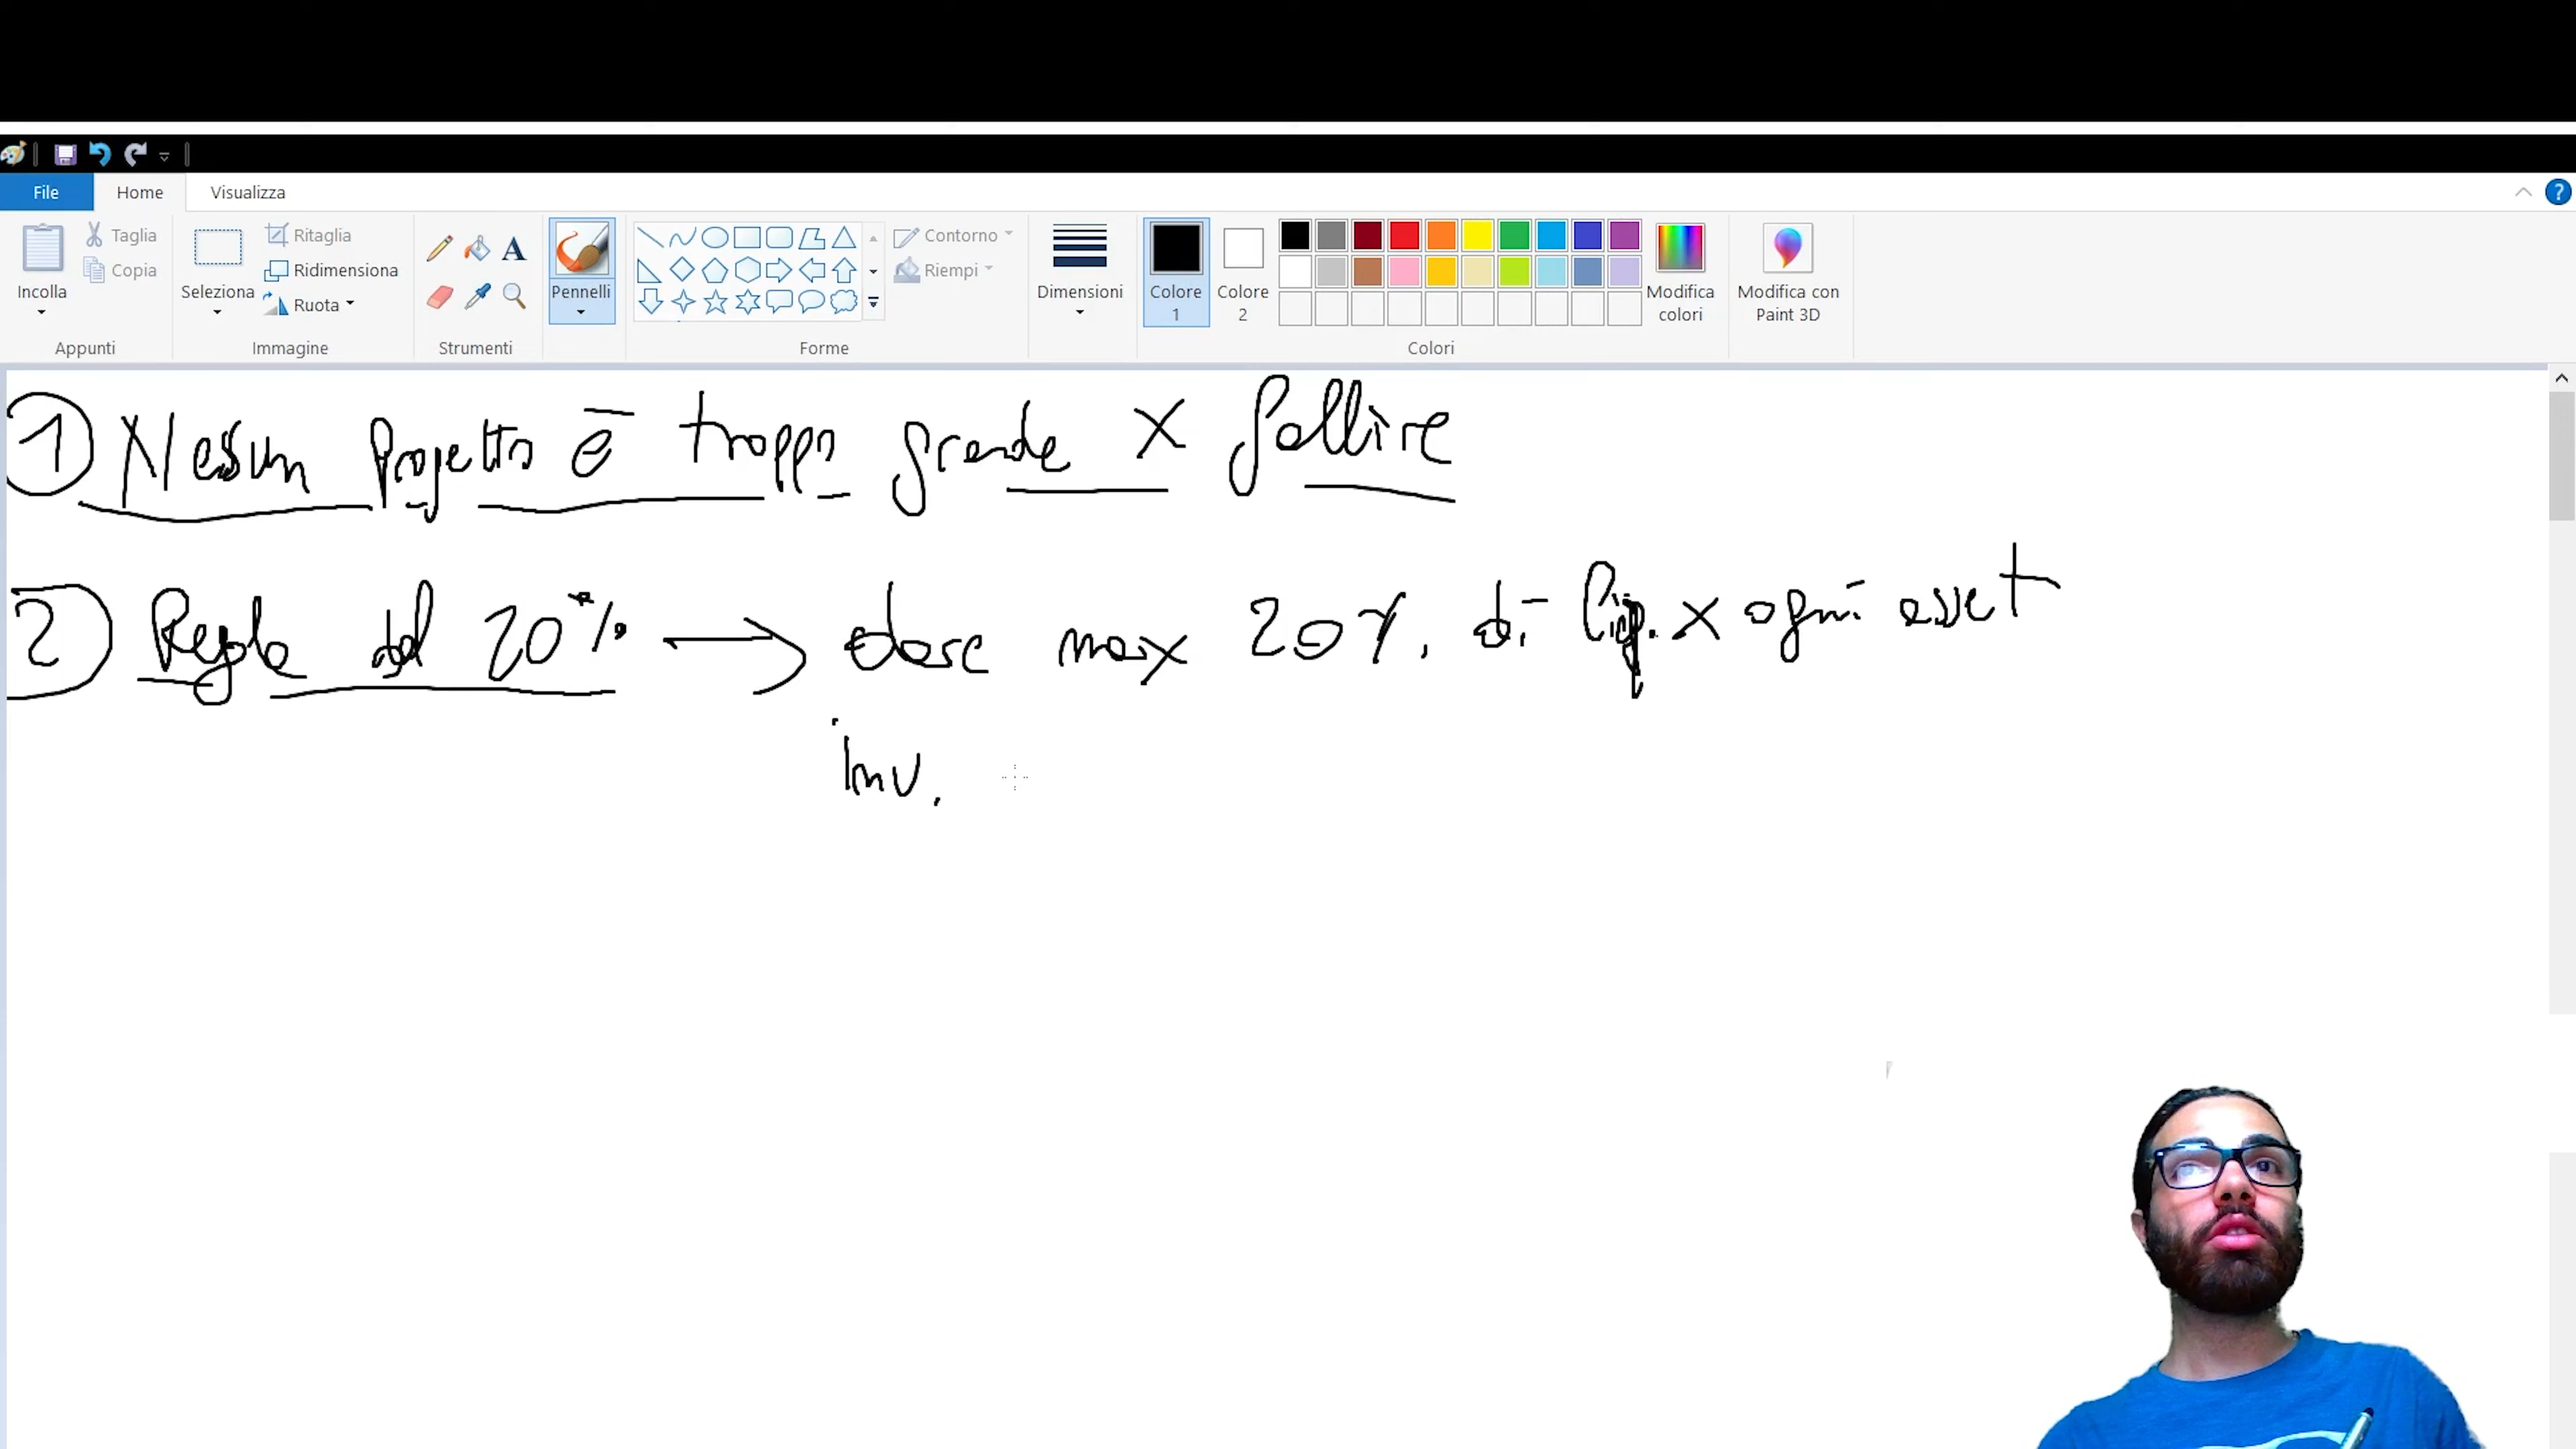 File Home Visualizza
Incolla Taglia Copia Seleziona Ritaglia Ridimensiona Ruota Pennelli Contorno Riempi Dimensioni Colore 1 Colore 2 Modifica colori Modifica con Paint 3D
Appunti Immagine Strumenti Forme Colori
1 Nessun Progetto è troppo grande X fallire
2 Regola del 20% → dare max 20%. di liq. X ogni asset
inv.